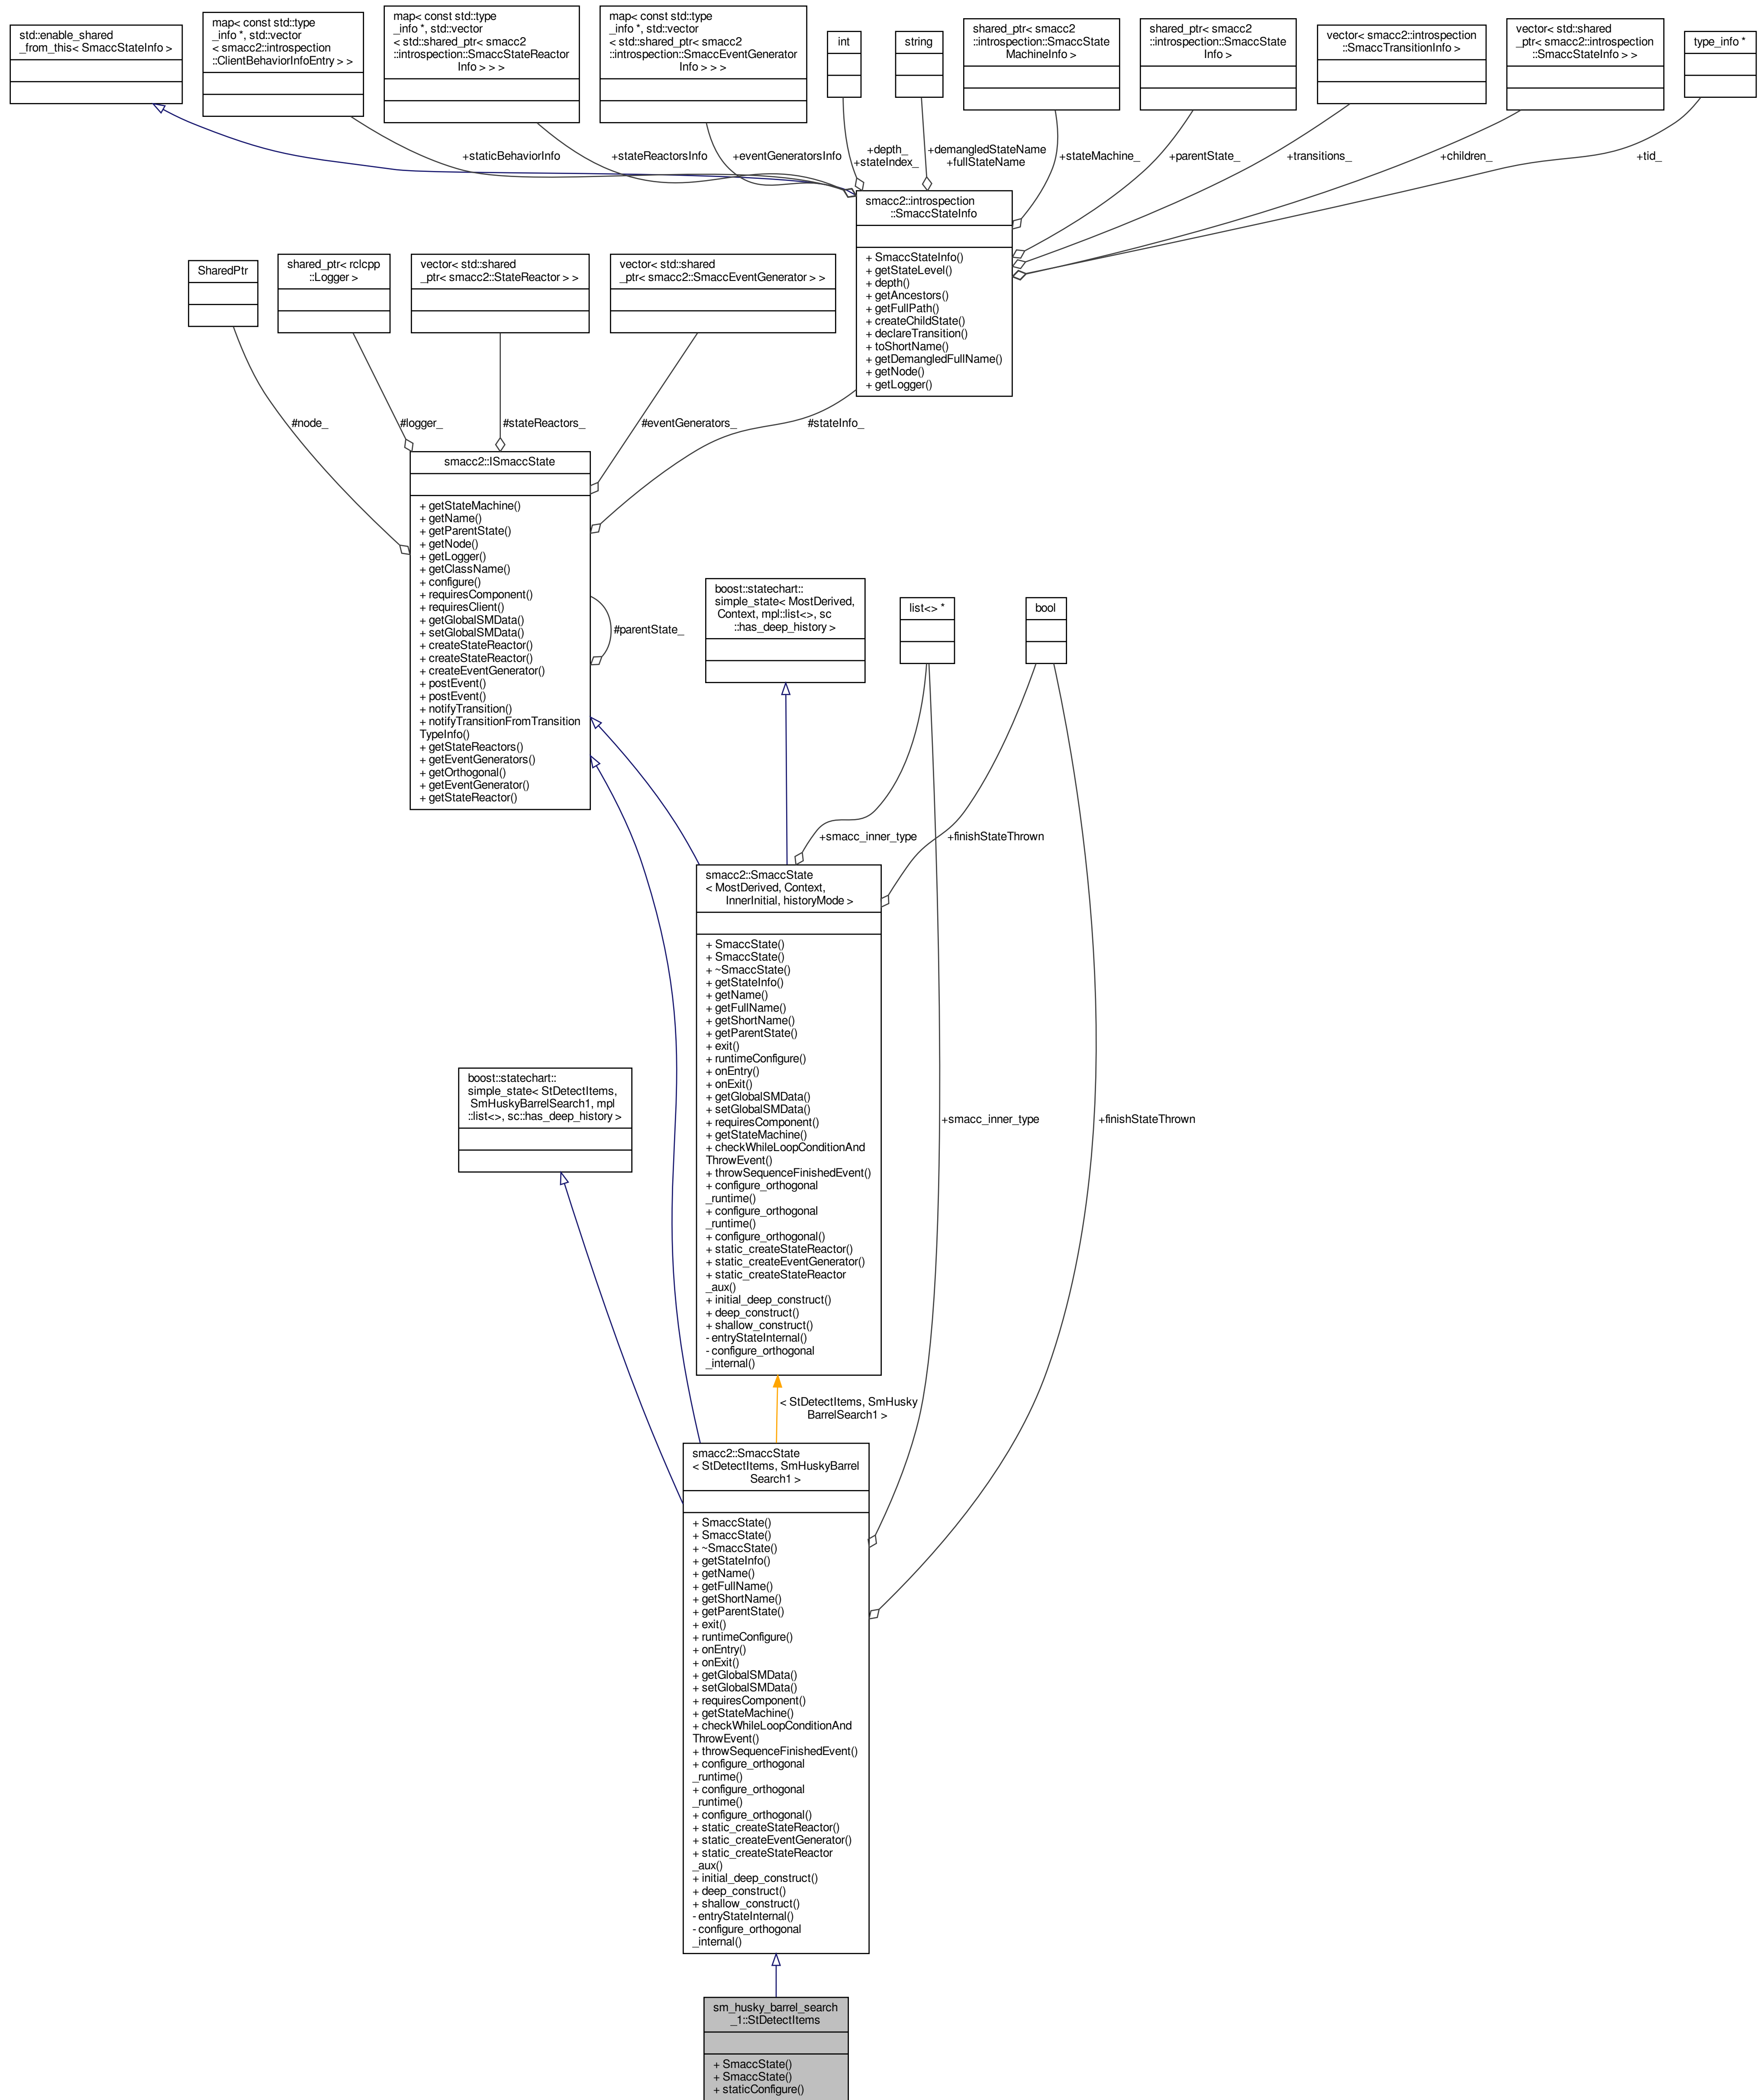 std::enable_shared
_from_this< SmaccStateInfo >
map< const std::type
_info *, std::vector
< smacc2::introspection
::ClientBehaviorInfoEntry > >
map< const std::type
_info *, std::vector
< std::shared_ptr< smacc2
::introspection::SmaccStateReactor
Info > > >
map< const std::type
_info *, std::vector
< std::shared_ptr< smacc2
::introspection::SmaccEventGenerator
Info > > >
int
string
shared_ptr< smacc2
::introspection::SmaccState
MachineInfo >
shared_ptr< smacc2
::introspection::SmaccState
Info >
vector< smacc2::introspection
::SmaccTransitionInfo >
vector< std::shared
_ptr< smacc2::introspection
::SmaccStateInfo > >
type_info *
+staticBehaviorInfo
+stateReactorsInfo
+eventGeneratorsInfo
+depth_
+stateIndex_
+demangledStateName
+fullStateName
+stateMachine_
+parentState_
+transitions_
+children_
+tid_
smacc2::introspection
::SmaccStateInfo
+ SmaccStateInfo()
+ getStateLevel()
+ depth()
+ getAncestors()
+ getFullPath()
+ createChildState()
+ declareTransition()
+ toShortName()
+ getDemangledFullName()
+ getNode()
+ getLogger()
SharedPtr
shared_ptr< rclcpp
::Logger >
vector< std::shared
_ptr< smacc2::StateReactor > >
vector< std::shared
_ptr< smacc2::SmaccEventGenerator > >
#node_
#logger_
#stateReactors_
#eventGenerators_
#stateInfo_
smacc2::ISmaccState
+ getStateMachine()
+ getName()
+ getParentState()
+ getNode()
+ getLogger()
+ getClassName()
+ configure()
+ requiresComponent()
+ requiresClient()
+ getGlobalSMData()
+ setGlobalSMData()
+ createStateReactor()
+ createStateReactor()
+ createEventGenerator()
+ postEvent()
+ postEvent()
+ notifyTransition()
+ notifyTransitionFromTransition
TypeInfo()
+ getStateReactors()
+ getEventGenerators()
+ getOrthogonal()
+ getEventGenerator()
+ getStateReactor()
#parentState_
boost::statechart::
simple_state< MostDerived,
Context, mpl::list<>, sc
::has_deep_history >
list<> *
bool
+smacc_inner_type
+finishStateThrown
smacc2::SmaccState
< MostDerived, Context,
InnerInitial, historyMode >
+ SmaccState()
+ SmaccState()
+ ~SmaccState()
+ getStateInfo()
+ getName()
+ getFullName()
+ getShortName()
+ getParentState()
+ exit()
+ runtimeConfigure()
+ onEntry()
+ onExit()
+ getGlobalSMData()
+ setGlobalSMData()
+ requiresComponent()
+ getStateMachine()
+ checkWhileLoopConditionAnd
ThrowEvent()
+ throwSequenceFinishedEvent()
+ configure_orthogonal
_runtime()
+ configure_orthogonal
_runtime()
+ configure_orthogonal()
+ static_createStateReactor()
+ static_createEventGenerator()
+ static_createStateReactor
_aux()
+ initial_deep_construct()
+ deep_construct()
+ shallow_construct()
- entryStateInternal()
- configure_orthogonal
_internal()
boost::statechart::
simple_state< StDetectItems,
SmHuskyBarrelSearch1, mpl
::list<>, sc::has_deep_history >
+smacc_inner_type
+finishStateThrown
< StDetectItems, SmHusky
BarrelSearch1 >
smacc2::SmaccState
< StDetectItems, SmHuskyBarrel
Search1 >
+ SmaccState()
+ SmaccState()
+ ~SmaccState()
+ getStateInfo()
+ getName()
+ getFullName()
+ getShortName()
+ getParentState()
+ exit()
+ runtimeConfigure()
+ onEntry()
+ onExit()
+ getGlobalSMData()
+ setGlobalSMData()
+ requiresComponent()
+ getStateMachine()
+ checkWhileLoopConditionAnd
ThrowEvent()
+ throwSequenceFinishedEvent()
+ configure_orthogonal
_runtime()
+ configure_orthogonal
_runtime()
+ configure_orthogonal()
+ static_createStateReactor()
+ static_createEventGenerator()
+ static_createStateReactor
_aux()
+ initial_deep_construct()
+ deep_construct()
+ shallow_construct()
- entryStateInternal()
- configure_orthogonal
_internal()
sm_husky_barrel_search
_1::StDetectItems
+ SmaccState()
+ SmaccState()
+ staticConfigure()